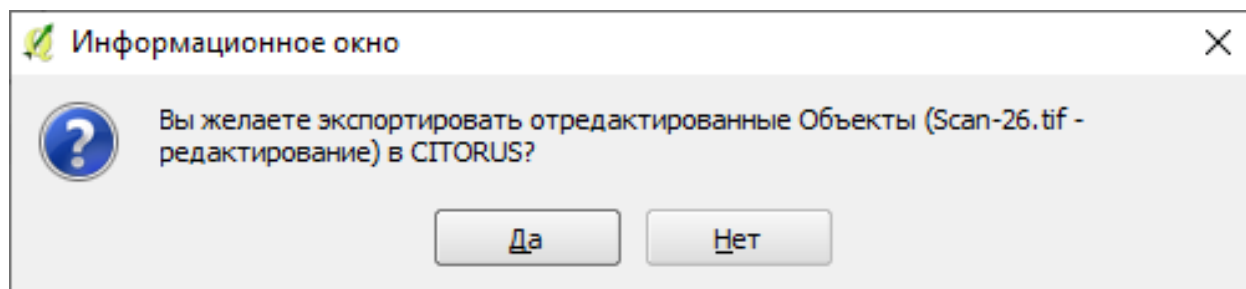 Информационное окно
Вы желаете экспортировать отредактированные Объекты (Scan-26.tif -
редактирование) в CITORUS?
Да
Нет